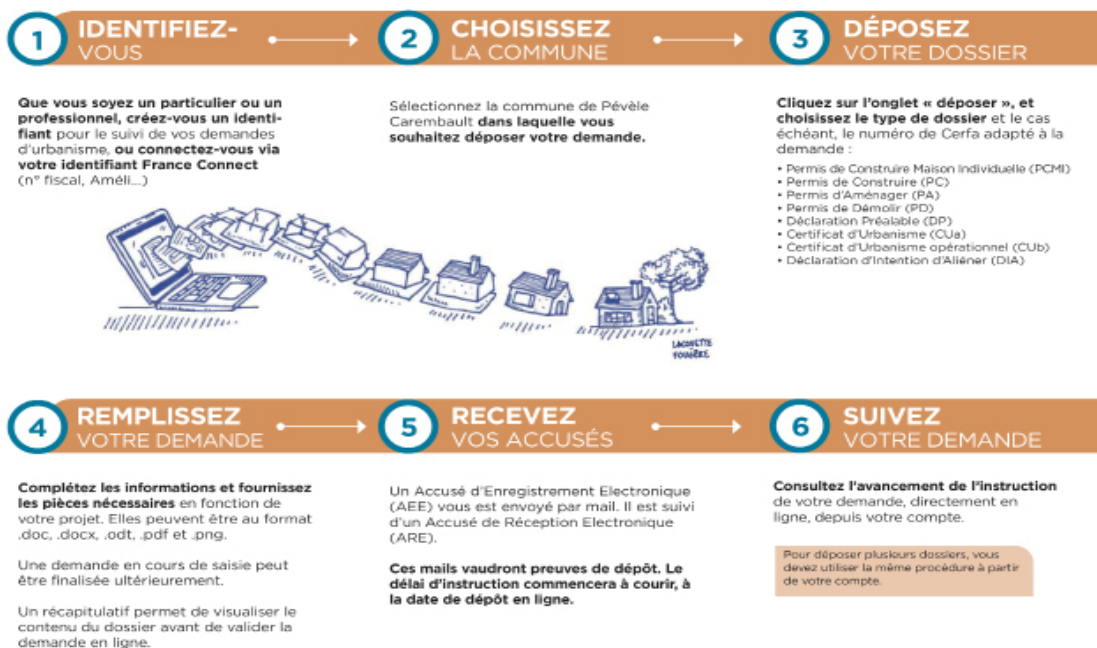 1
IDENTIFIEZ-
VOUS
Que vous soyez un particulier ou un
professionnel, créez-vous un identi-
fiant pour le suivi de vos demandes
d'urbanisme, ou connectez-vous via
votre identifiant France Connect
(n° fiscal, Améli...)
2
CHOISISSEZ
LA COMMUNE
Sélectionnez la commune de Pévèle
Carembault dans laquelle vous
souhaitez déposer votre demande.
3
DÉPOSEZ
VOTRE DOSSIER
Cliquez sur l'onglet « déposer », et
choisissez le type de dossier et le cas
échéant, le numéro de Cerfa adapté à la
demande :
• Permis de Construire Maison Individuelle (PCMI)
• Permis de Construire (PC)
• Permis d'Aménager (PA)
• Permis de Démolir (PD)
• Déclaration Préalable (DP)
• Certificat d'Urbanisme (CUa)
• Certificat d'Urbanisme opérationnel (CUb)
• Déclaration d'Intention d'Aliéner (DIA)
4
REMPLISSEZ
VOTRE DEMANDE
Complétez les informations et fournissez
les pièces nécessaires en fonction de
votre projet. Elles peuvent être au format
.doc, .docx, .odt, .pdf et .png.
Une demande en cours de saisie peut
être finalisée ultérieurement.
Un récapitulatif permet de visualiser le
contenu du dossier avant de valider la
demande en ligne.
5
RECEVEZ
VOS ACCUSÉS
Un Accusé d'Enregistrement Electronique
(AEE) vous est envoyé par mail. Il est suivi
d'un Accusé de Réception Electronique
(ARE).
Ces mails vaudront preuves de dépôt. Le
délai d'instruction commencera à courir, à
la date de dépôt en ligne.
6
SUIVEZ
VOTRE DEMANDE
Consultez l'avancement de l'instruction
de votre demande, directement en
ligne, depuis votre compte.
Pour déposer plusieurs dossiers, vous
devez utiliser la même procédure à partir
de votre compte.